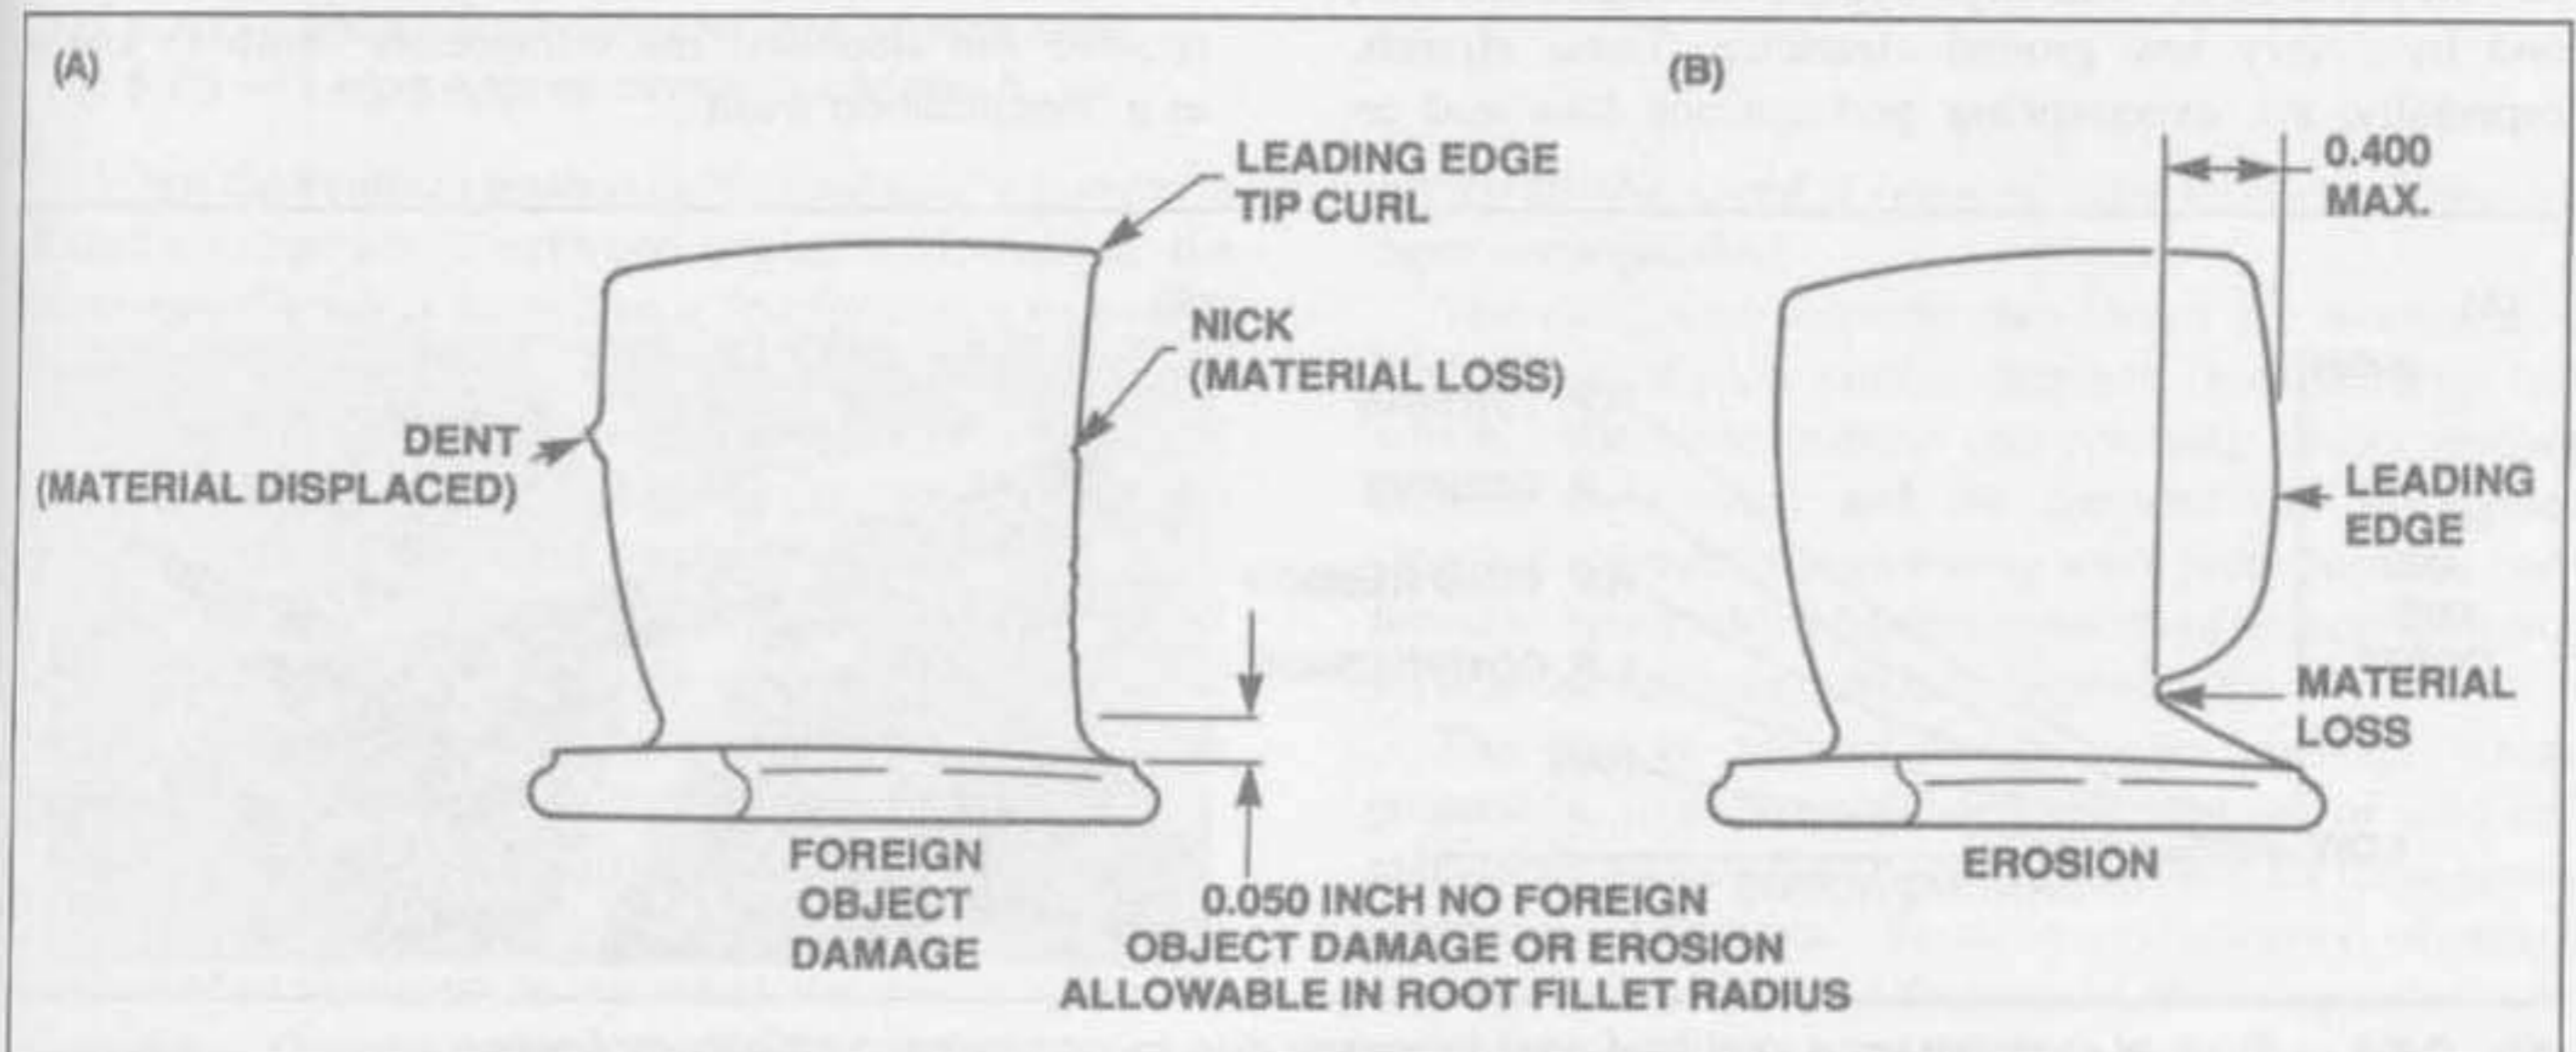 (A)
LEADING EDGE
TIP CURL
NICK
(MATERIAL LOSS)
DENT
(MATERIAL DISPLACED)
FOREIGN
OBJECT
DAMAGE
0.050 INCH NO FOREIGN
OBJECT DAMAGE OR EROSION
ALLOWABLE IN ROOT FILLET RADIUS
(B)
0.400
MAX.
LEADING
EDGE
MATERIAL
LOSS
EROSION